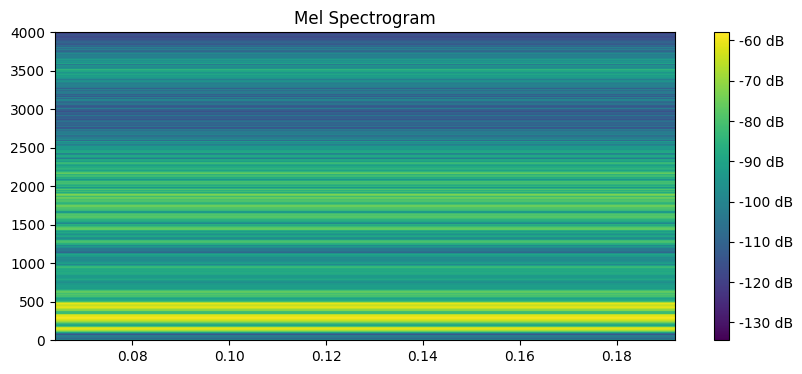 Mel Spectrogram
4000
3500
3000
2500
2000
1500
1000
500
0
0.08 0.10 0.12 0.14 0.16 0.18
-60 dB
-70 dB
-80 dB
-90 dB
-100 dB
-110 dB
-120 dB
-130 dB